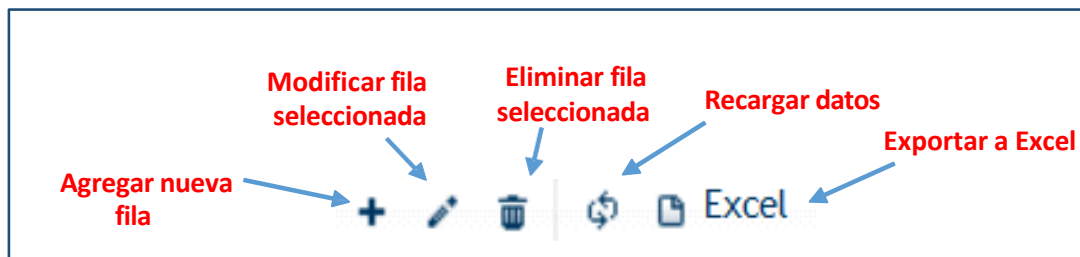 Modificar fila
seleccionada
Eliminar fila
seleccionada
Recargar datos
Exportar a Excel
Agregar nueva
fila
Excel